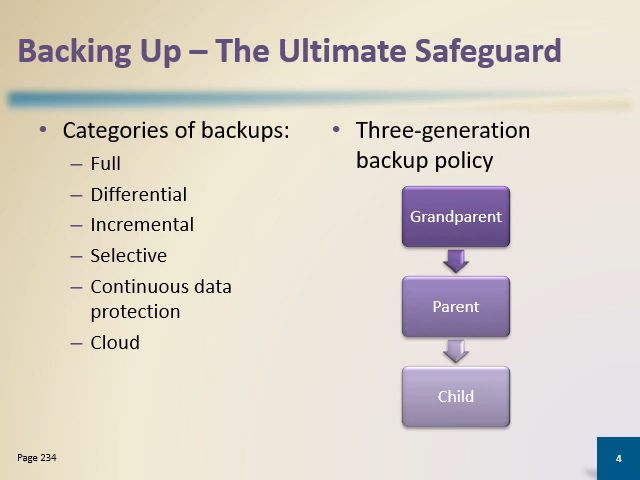 Backing Up – The Ultimate Safeguard
• Categories of backups:
– Full
– Differential
– Incremental
– Selective
– Continuous data
protection
– Cloud
• Three-generation
backup policy
Grandparent
Parent
Child
Page 234
4